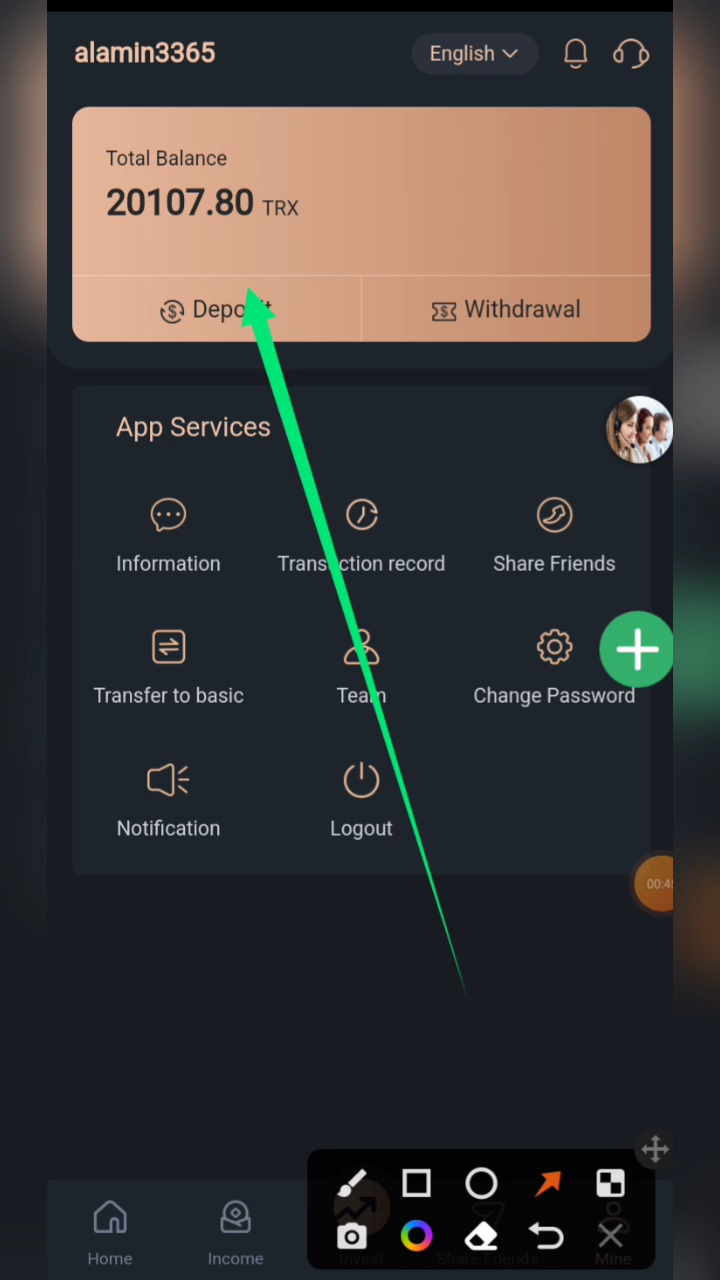 alamin3365
English
Total Balance
20107.80 TRX
Deposit
Withdrawal
App Services
Information
Transaction record
Share Friends
Transfer to basic
Team
Change Password
Notification
Logout
Home
Income
Invest
Share Friends
Mine